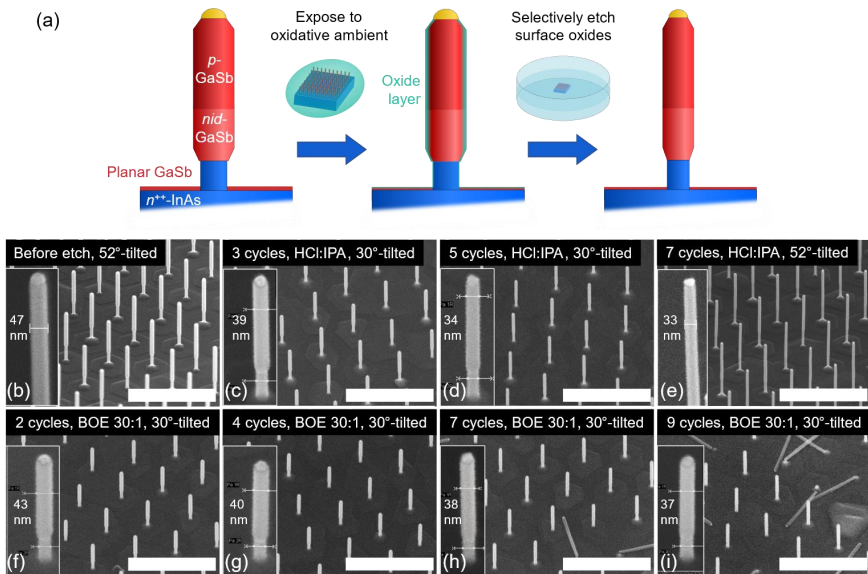 (a)
Expose to
oxidative ambient
Selectively etch
surface oxides
p-
GaSb
nid-
GaSb
Oxide
layer
Planar GaSb
n++-InAs
Before etch, 52°-tilted
47
nm
(b)
3 cycles, HCl:IPA, 30°-tilted
39
nm
(c)
5 cycles, HCl:IPA, 30°-tilted
34
nm
(d)
7 cycles, HCl:IPA, 52°-tilted
33
nm
(e)
2 cycles, BOE 30:1, 30°-tilted
43
nm
(f)
4 cycles, BOE 30:1, 30°-tilted
40
nm
(g)
7 cycles, BOE 30:1, 30°-tilted
38
nm
(h)
9 cycles, BOE 30:1, 30°-tilted
37
nm
(i)